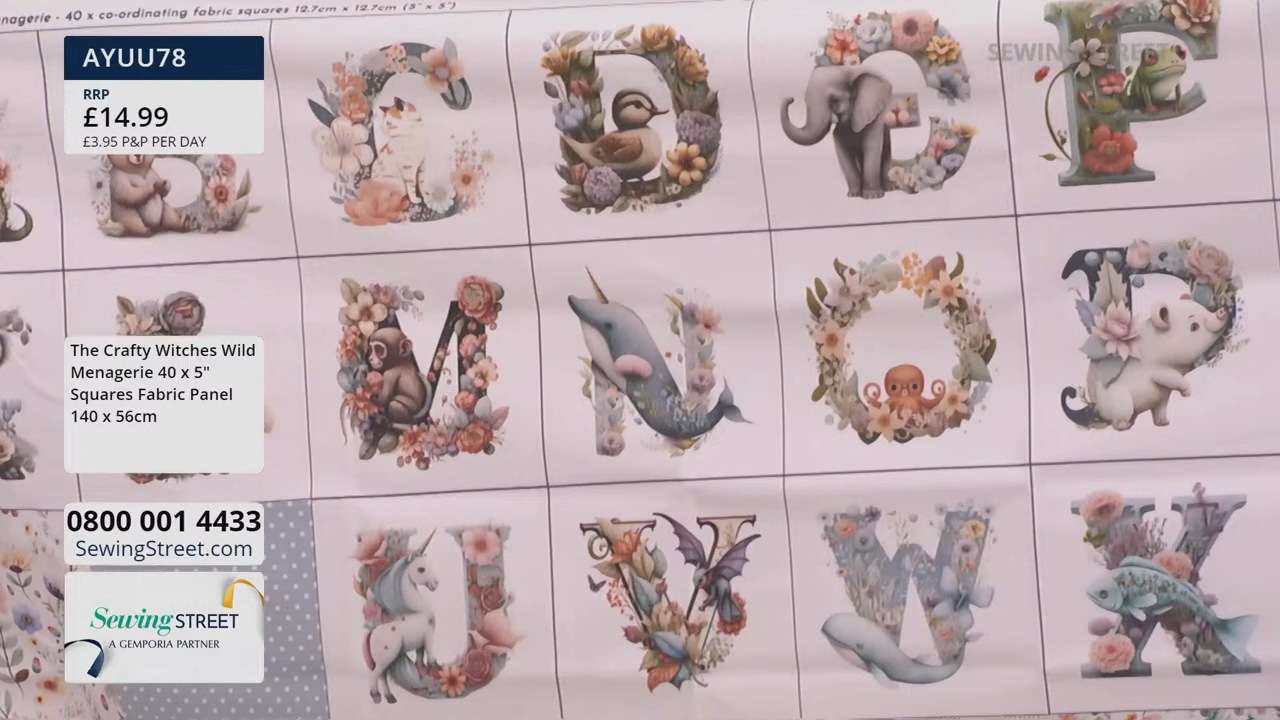 nagerie · 40 x co-ordinating fabric squares 12.7cm x 12.7cm (5" x 5")
SEWING STREET
AYUU78
RRP
£14.99
£3.95 P&P PER DAY
C
D
E
F
B
The Crafty Witches Wild
Menagerie 40 x 5"
Squares Fabric Panel
140 x 56cm
M
N
O
P
0800 001 4433
SewingStreet.com
Sewing STREET
A GEMPORIA PARTNER
U
V
W
X